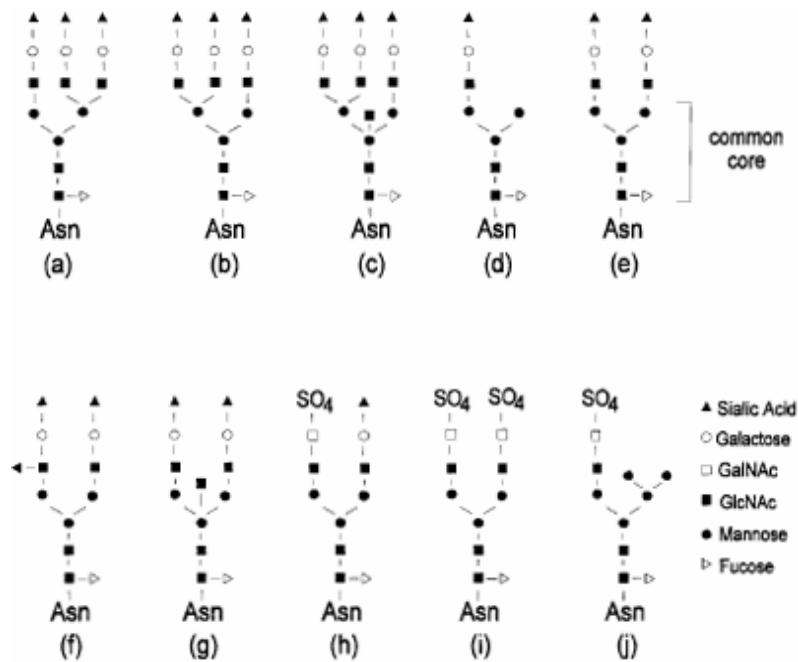 common
core
Asn Asn Asn Asn Asn
(a) (b) (c) (d) (e)
SO4 SO4 SO4 SO4
Sialic Acid
Galactose
GalNAc
GlcNAc
Mannose
Fucose
Asn Asn Asn Asn Asn
(f) (g) (h) (i) (j)